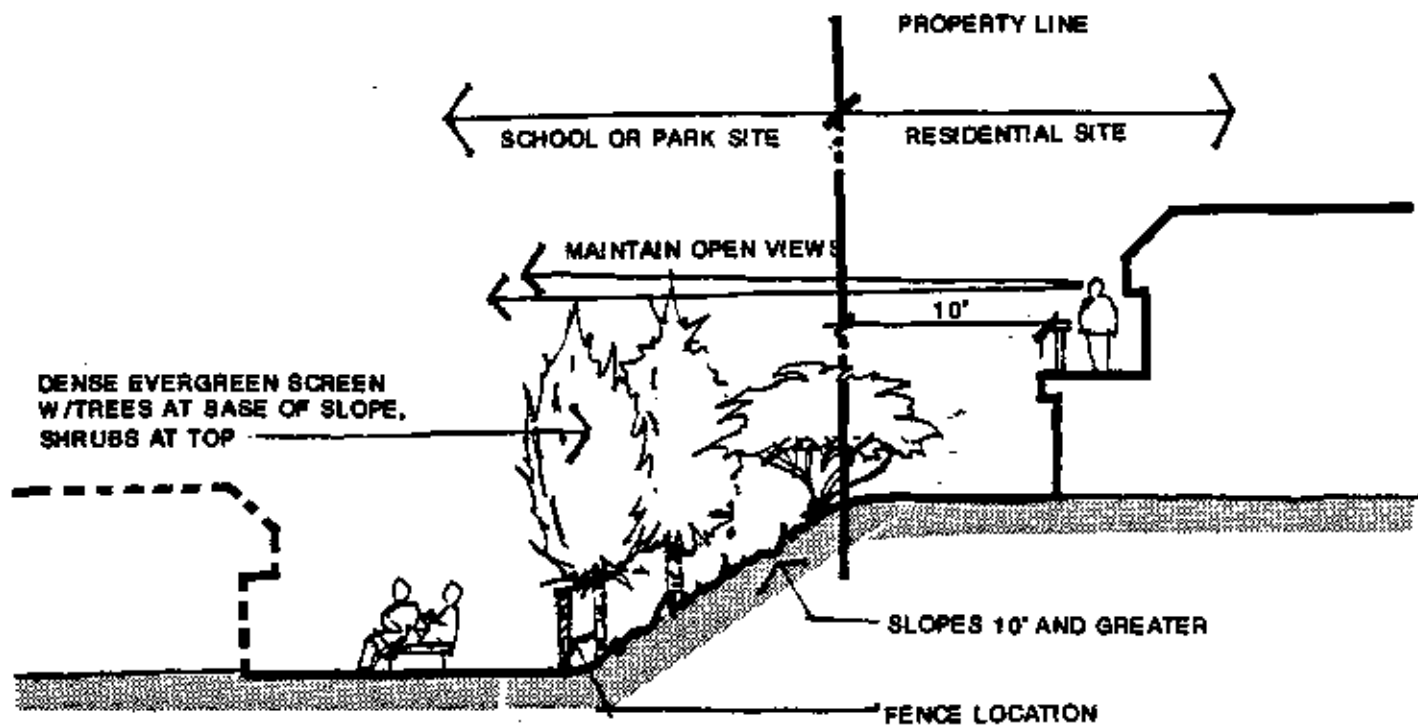 PROPERTY LINE
SCHOOL OR PARK SITE
RESIDENTIAL SITE
MAINTAIN OPEN VIEWS
10'
DENSE EVERGREEN SCREEN
W/TREES AT BASE OF SLOPE,
SHRUBS AT TOP
SLOPES 10' AND GREATER
FENCE LOCATION